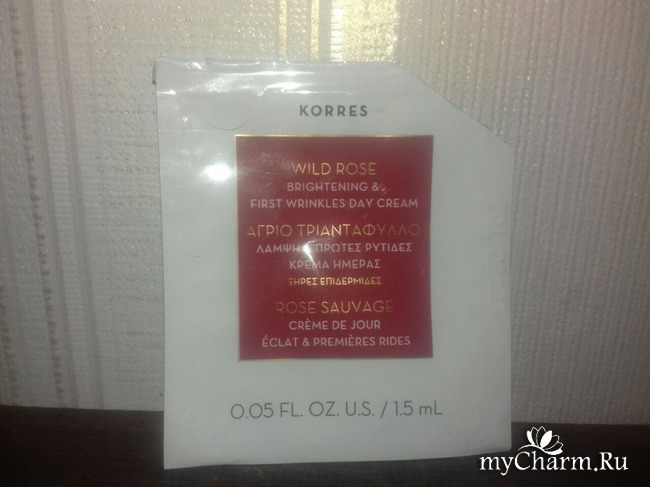 KORRES
WILD ROSE
BRIGHTENING &
FIRST WRINKLES DAY CREAM
ΑΓΡΙΟ ΤΡΙΑΝΤΑΦΥΛΛΟ
ΛΑΜΨΗ & ΠΡΩΤΕΣ ΡΥΤΙΔΕΣ
ΚΡΕΜΑ ΗΜΕΡΑΣ
ΞΗΡΕΣ ΕΠΙΔΕΡΜΙΔΕΣ
ROSE SAUVAGE
CRÈME DE JOUR
ÉCLAT & PREMIÈRES RIDES
0.05 FL. OZ. U.S. / 1.5 mL
myCharm.Ru